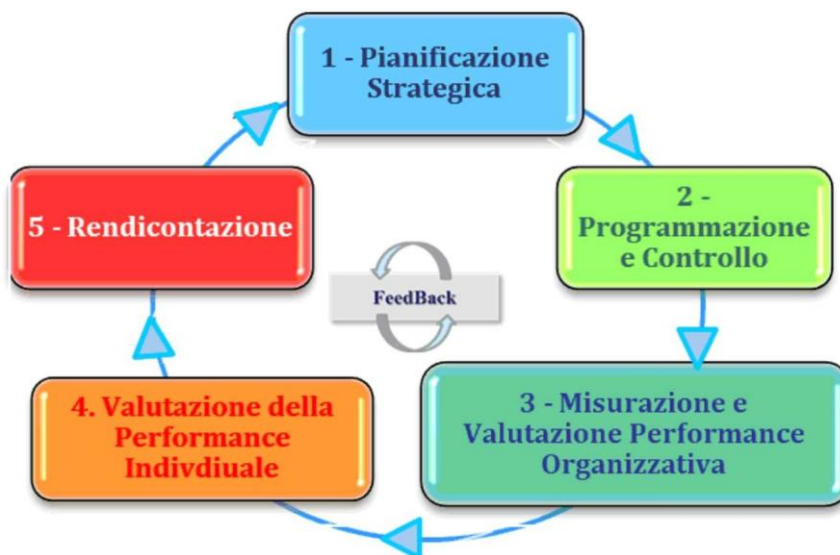 1 - Pianificazione
Strategica
2 -
Programmazione
e Controllo
3 - Misurazione e
Valutazione Performance
Organizzativa
4. Valutazione della
Performance
Indivdiuale
5 - Rendicontazione
FeedBack